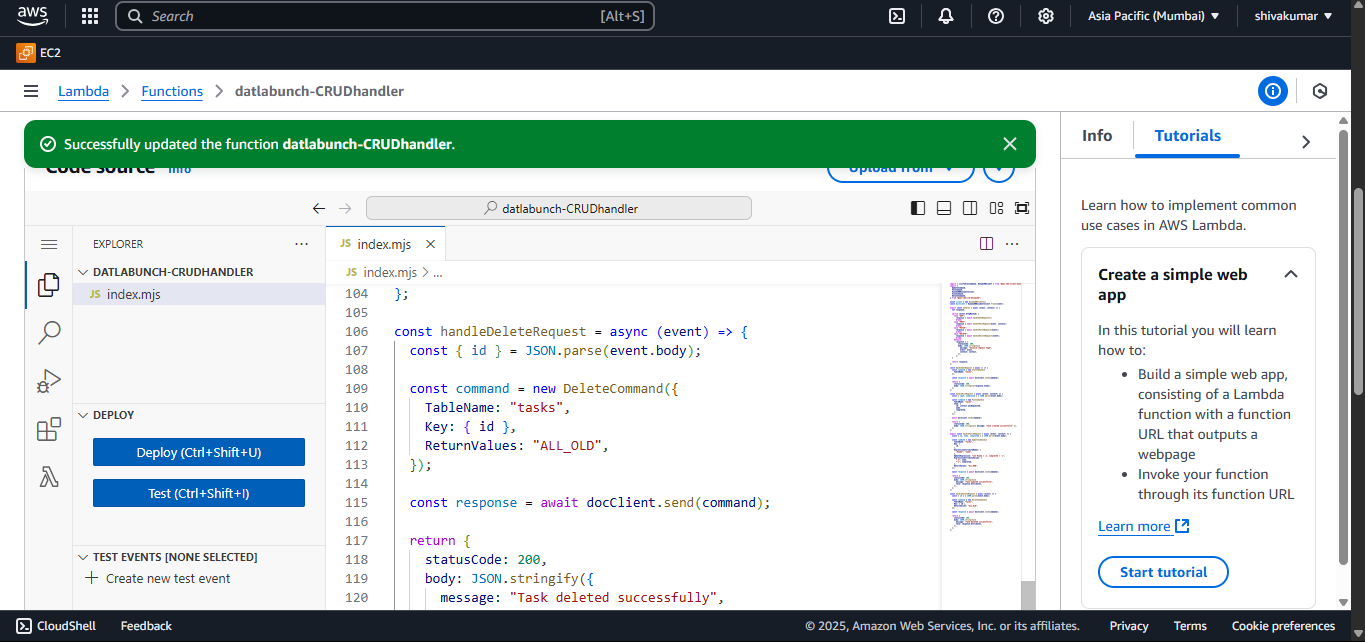 aws
Search
[Alt+S]
Asia Pacific (Mumbai)
shivakumar
EC2
Lambda
Functions
datlabunch-CRUDhandler
Successfully updated the function datlabunch-CRUDhandler.
Code source Info
Upload from
datlabunch-CRUDhandler
EXPLORER
DATLABUNCH-CRUDHANDLER
JS index.mjs
DEPLOY
Deploy (Ctrl+Shift+U)
Test (Ctrl+Shift+I)
TEST EVENTS [NONE SELECTED]
Create new test event
JS index.mjs
JS index.mjs > ...
104 };
105
106 const handleDeleteRequest = async (event) => {
107 const { id } = JSON.parse(event.body);
108
109 const command = new DeleteCommand({
110 TableName: "tasks",
111 Key: { id },
112 ReturnValues: "ALL_OLD",
113 });
114
115 const response = await docClient.send(command);
116
117 return {
118 statusCode: 200,
119 body: JSON.stringify({
120 message: "Task deleted successfully",
Info
Tutorials
Learn how to implement common
use cases in AWS Lambda.
Create a simple web
app
In this tutorial you will learn
how to:
• Build a simple web app,
consisting of a Lambda
function with a function
URL that outputs a
webpage
• Invoke your function
through its function URL
Learn more
Start tutorial
CloudShell
Feedback
© 2025, Amazon Web Services, Inc. or its affiliates.
Privacy
Terms
Cookie preferences